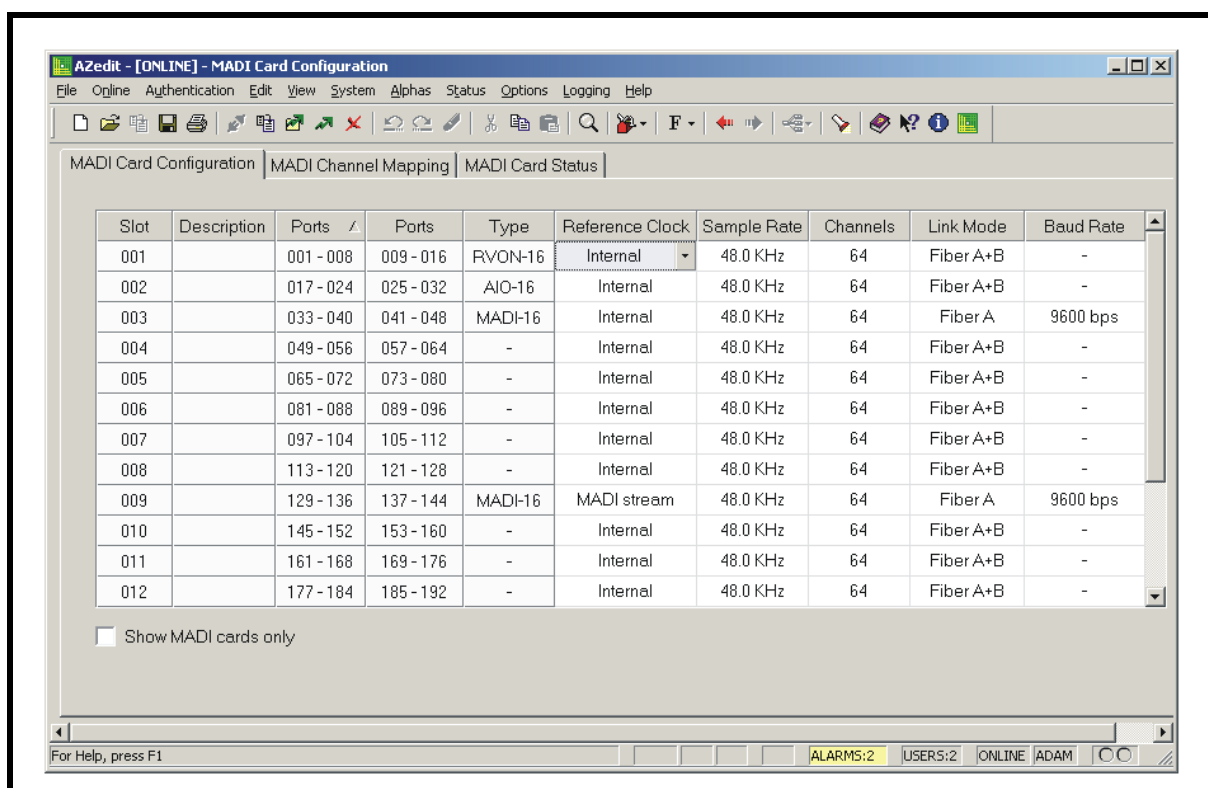 AZedit - [ONLINE] - MADI Card Configuration
File Online Authentication Edit View System Alphas Status Options Logging Help
F
MADI Card Configuration MADI Channel Mapping MADI Card Status
Slot Description Ports Ports Type Reference Clock Sample Rate Channels Link Mode Baud Rate
001 001 - 008 009 - 016 RVON-16 Internal 48.0 KHz 64 Fiber A+B -
002 017 - 024 025 - 032 AIO-16 Internal 48.0 KHz 64 Fiber A+B -
003 033 - 040 041 - 048 MADI-16 Internal 48.0 KHz 64 Fiber A 9600 bps
004 049 - 056 057 - 064 - Internal 48.0 KHz 64 Fiber A+B -
005 065 - 072 073 - 080 - Internal 48.0 KHz 64 Fiber A+B -
006 081 - 088 089 - 096 - Internal 48.0 KHz 64 Fiber A+B -
007 097 - 104 105 - 112 - Internal 48.0 KHz 64 Fiber A+B -
008 113 - 120 121 - 128 - Internal 48.0 KHz 64 Fiber A+B -
009 129 - 136 137 - 144 MADI-16 MADI stream 48.0 KHz 64 Fiber A 9600 bps
010 145 - 152 153 - 160 - Internal 48.0 KHz 64 Fiber A+B -
011 161 - 168 169 - 176 - Internal 48.0 KHz 64 Fiber A+B -
012 177 - 184 185 - 192 - Internal 48.0 KHz 64 Fiber A+B -
Show MADI cards only
For Help, press F1 ALARMS:2 USERS:2 ONLINE ADAM